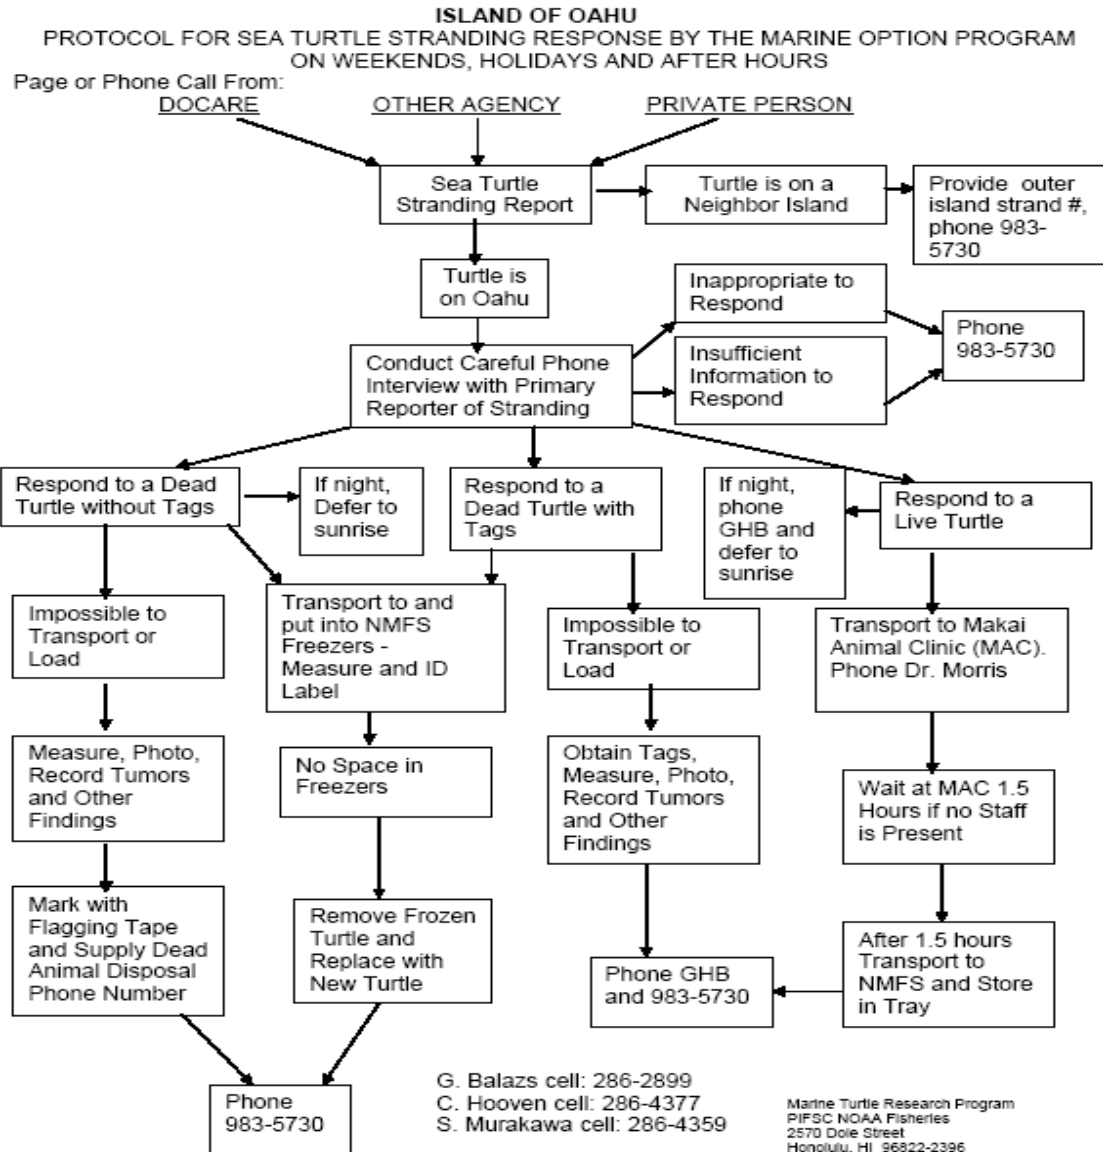 ISLAND OF OAHU
PROTOCOL FOR SEA TURTLE STRANDING RESPONSE BY THE MARINE OPTION PROGRAM
ON WEEKENDS, HOLIDAYS AND AFTER HOURS
Page or Phone Call From:
DOCARE
OTHER AGENCY
PRIVATE PERSON
Sea Turtle
Stranding Report
Turtle is on a
Neighbor Island
Provide outer
island strand #,
phone 983-
5730
Turtle is
on Oahu
Inappropriate to
Respond
Phone
983-5730
Conduct Careful Phone
Interview with Primary
Reporter of Stranding
Insufficient
Information to
Respond
Respond to a Dead
Turtle without Tags
If night,
Defer to
sunrise
Respond to a
Dead Turtle with
Tags
If night,
phone
GHB and
defer to
sunrise
Respond to a
Live Turtle
Impossible to
Transport or
Load
Transport to and
put into NMFS
Freezers -
Measure and ID
Label
Impossible to
Transport or
Load
Transport to Makai
Animal Clinic (MAC).
Phone Dr. Morris
Measure, Photo,
Record Tumors
and Other
Findings
No Space in
Freezers
Obtain Tags,
Measure, Photo,
Record Tumors
and Other
Findings
Wait at MAC 1.5
Hours if no Staff
is Present
Mark with
Flagging Tape
and Supply Dead
Animal Disposal
Phone Number
Remove Frozen
Turtle and
Replace with
New Turtle
Phone GHB
and 983-5730
After 1.5 hours
Transport to
NMFS and Store
in Tray
Phone
983-5730
G. Balazs cell: 286-2899
C. Hooven cell: 286-4377
S. Murakawa cell: 286-4359
Marine Turtle Research Program
PIFSC NOAA Fisheries
2570 Dole Street
Honolulu, HI 96822-2396